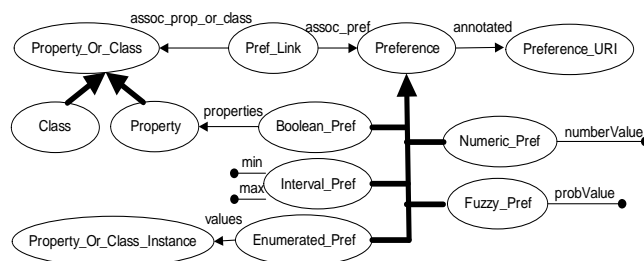 assoc_prop_or_class
assoc_pref
annotated
Property_Or_Class
Pref_Link
Preference
Preference_URI
properties
Class
Property
Boolean_Pref
Numeric_Pref
numberValue
min
max
Interval_Pref
Fuzzy_Pref
probValue
values
Property_Or_Class_Instance
Enumerated_Pref